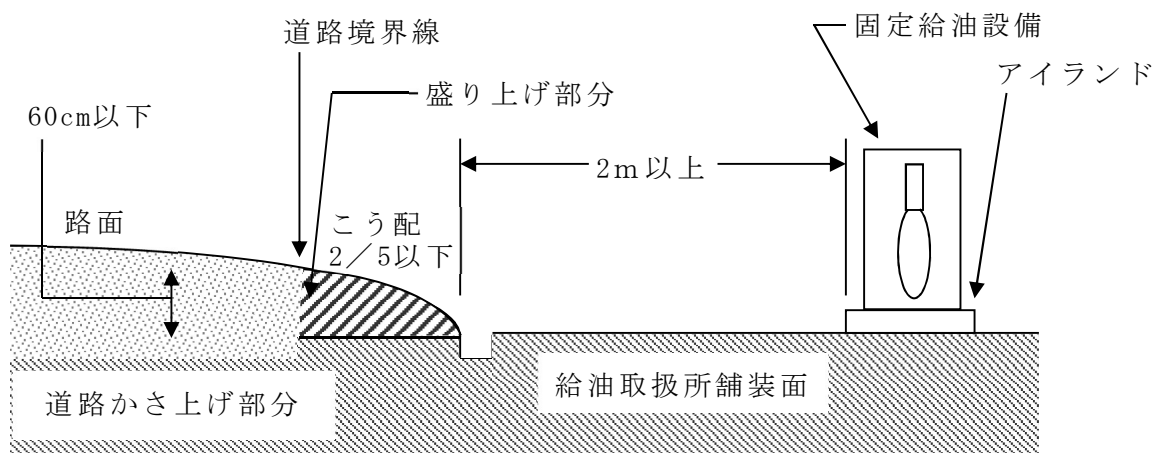 道路境界線
固定給油設備
アイランド
盛り上げ部分
60cm以下
2m以上
路面
こう配
2／5以下
道路かさ上げ部分
給油取扱所舗装面